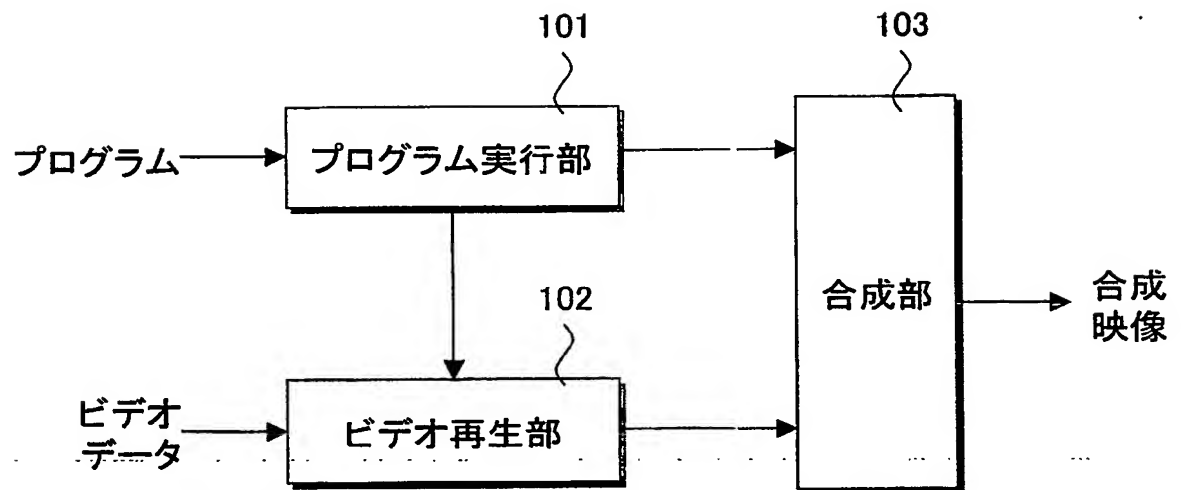 101
103
プログラム
プログラム実行部
102
合成部
合成
映像
ビデオ
データ
ビデオ再生部